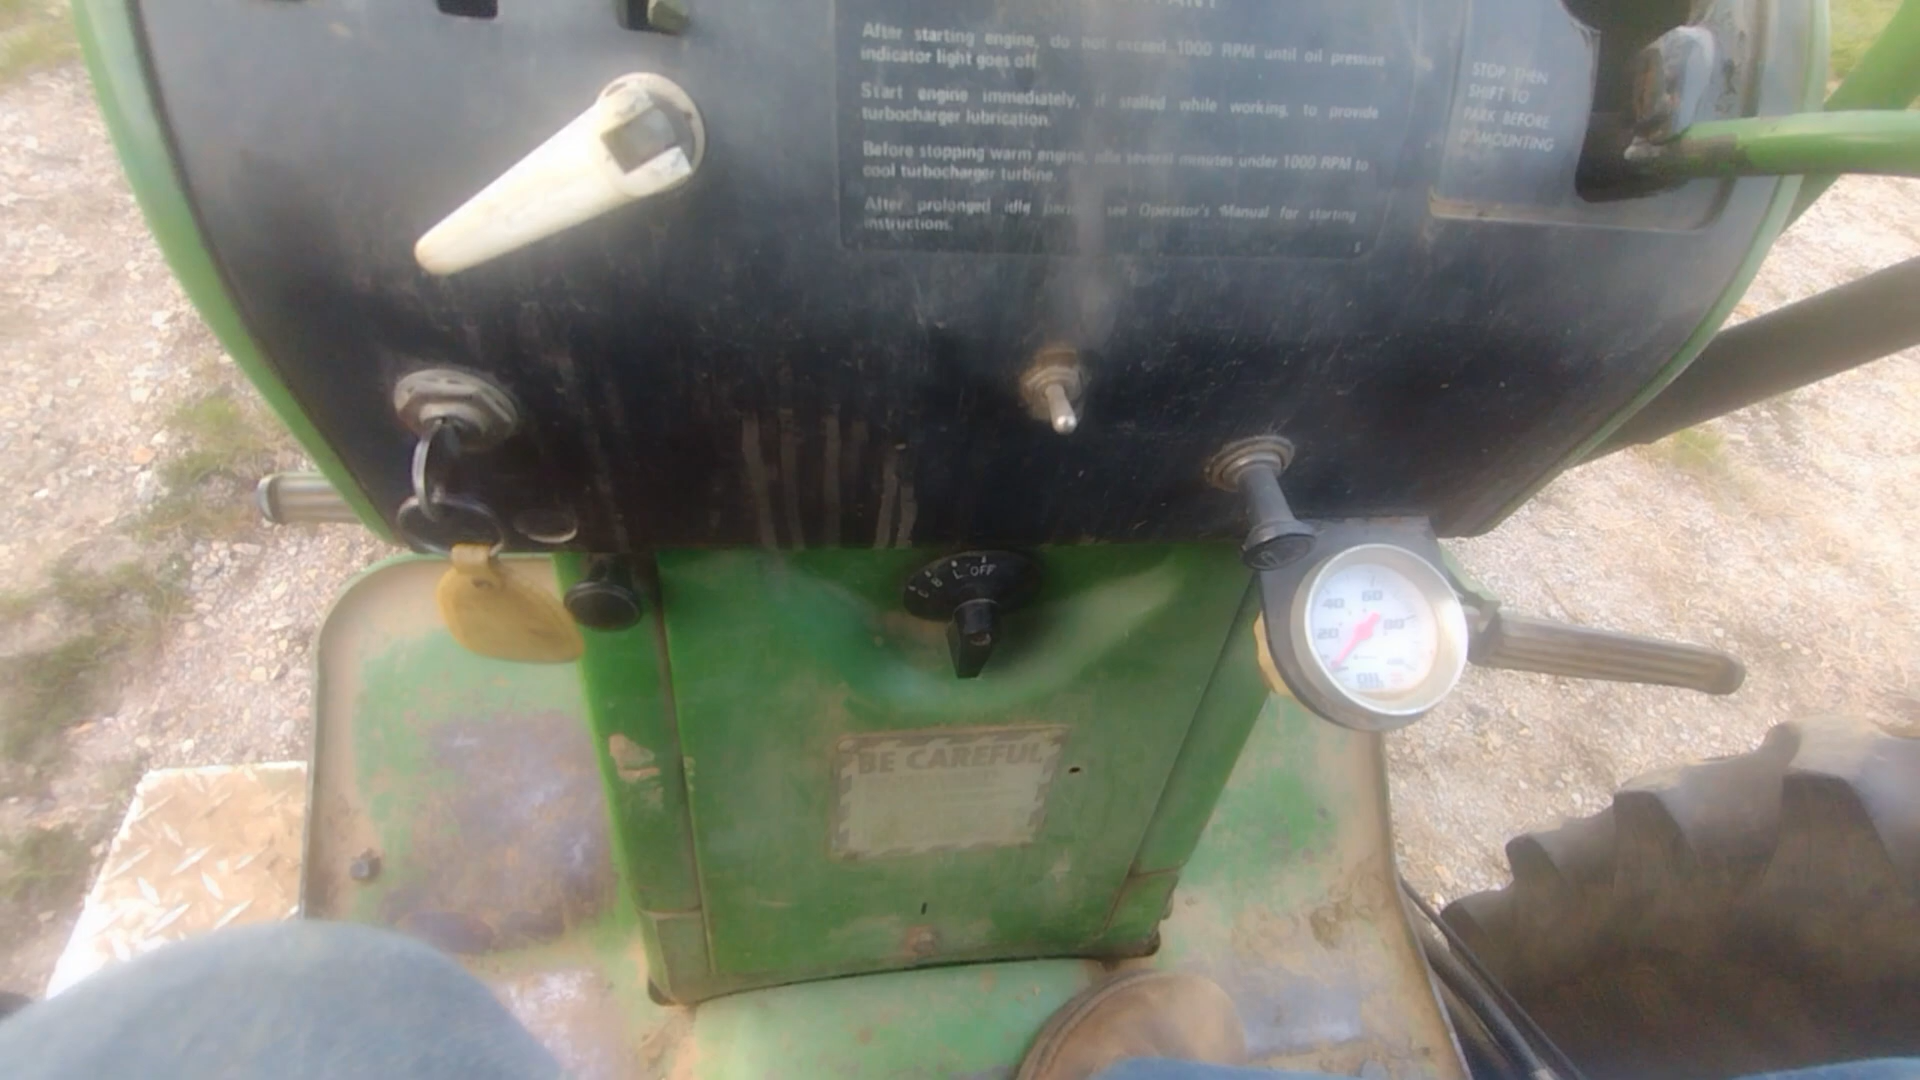 After starting engine, do not exceed 1000 RPM until oil pressure
indicator light goes off.
Start engine immediately, if stalled while working, to provide
turbocharger lubrication.
Before stopping warm engine, idle several minutes under 1000 RPM to
cool turbocharger turbine.
After prolonged idle see Operator's Manual for starting
instructions.
STOP THEN
SHIFT TO
PARK BEFORE
DISMOUNTING
C B L OFF
20 40 60 80
OIL
BE CAREFUL